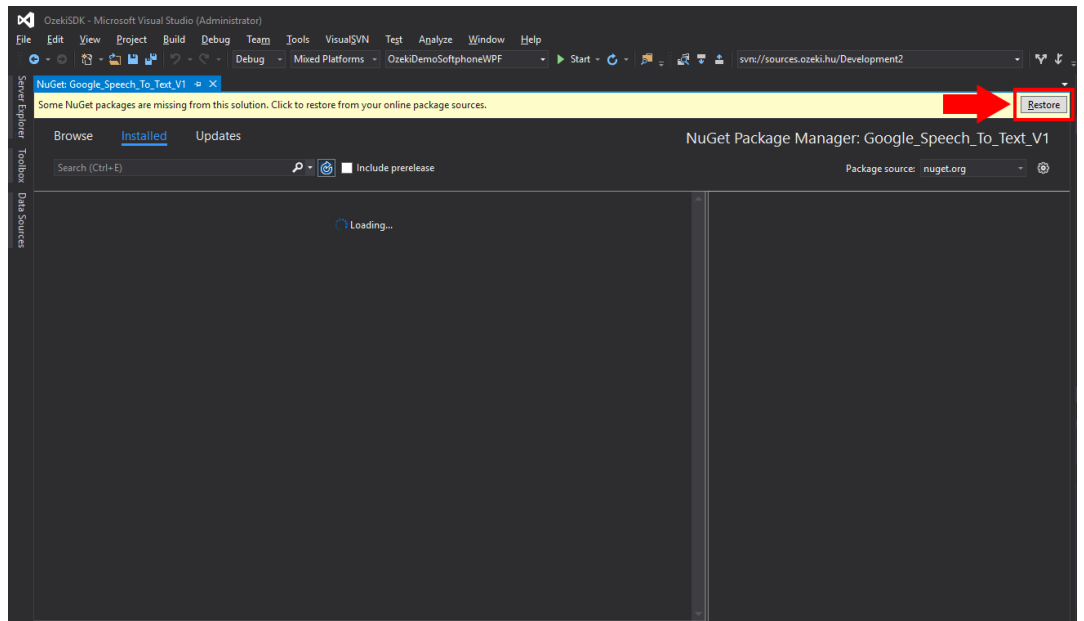 OzekiSDK - Microsoft Visual Studio (Administrator)
File Edit View Project Build Debug Team Tools VisualSVN Test Analyze Window Help
Debug Mixed Platforms OzekiDemoSoftphoneWPF Start svn://sources.ozeki.hu/Development2
Server Explorer
Toolbox
Data Sources
NuGet: Google_Speech_To_Text_V1
Some NuGet packages are missing from this solution. Click to restore from your online package sources.
Restore
Browse Installed Updates
NuGet Package Manager: Google_Speech_To_Text_V1
Search (Ctrl+E)
Include prerelease
Package source: nuget.org
Loading...